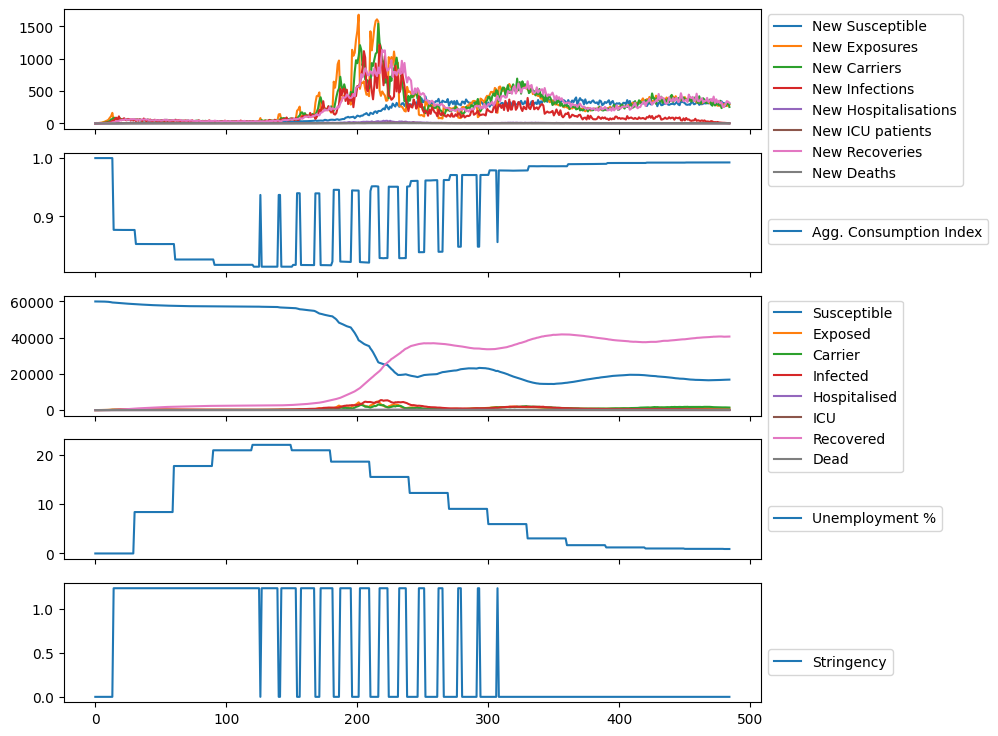 1500
1000
500
0
New Susceptible
New Exposures
New Carriers
New Infections
New Hospitalisations
New ICU patients
New Recoveries
New Deaths
1.0
0.9
Agg. Consumption Index
60000
40000
20000
0
Susceptible
Exposed
Carrier
Infected
Hospitalised
ICU
Recovered
Dead
20
10
0
Unemployment %
1.0
0.5
0.0
Stringency
0 100 200 300 400 500